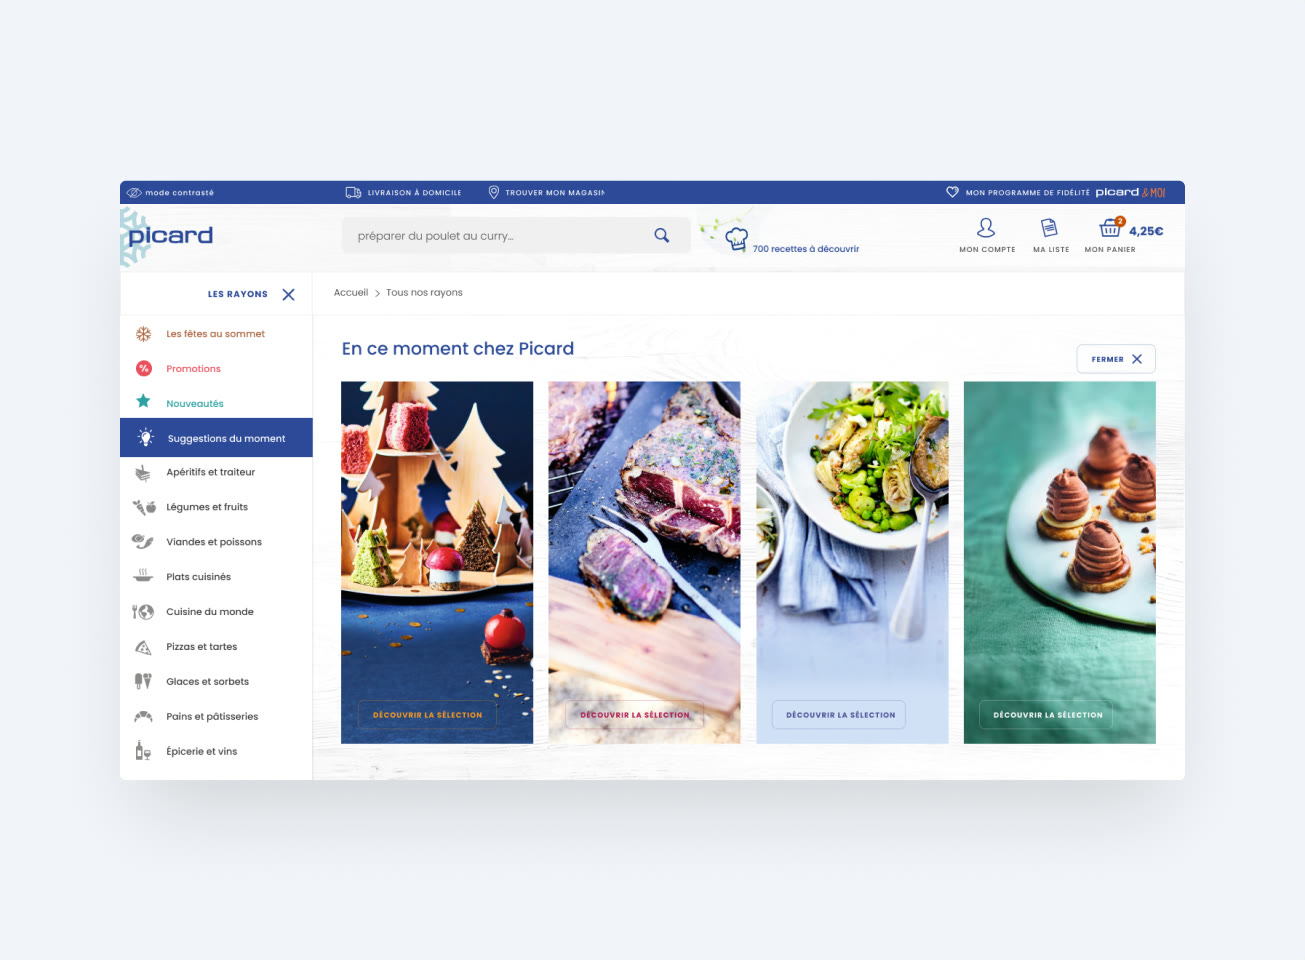 mode contrasté
LIVRAISON À DOMICILE
TROUVER MON MAGASIN
MON PROGRAMME DE FIDÉLITÉ picard & MOI
picard
préparer du poulet au curry...
700 recettes à découvrir
MON COMPTE
MA LISTE
2
4,25€
MON PANIER
LES RAYONS
Accueil > Tous nos rayons
Les fêtes au sommet
%
Promotions
Nouveautés
Suggestions du moment
Apéritifs et traiteur
Légumes et fruits
Viandes et poissons
Plats cuisinés
Cuisine du monde
Pizzas et tartes
Glaces et sorbets
Pains et pâtisseries
Épicerie et vins
En ce moment chez Picard
FERMER
DÉCOUVRIR LA SÉLECTION
DÉCOUVRIR LA SÉLECTION
DÉCOUVRIR LA SÉLECTION
DÉCOUVRIR LA SÉLECTION